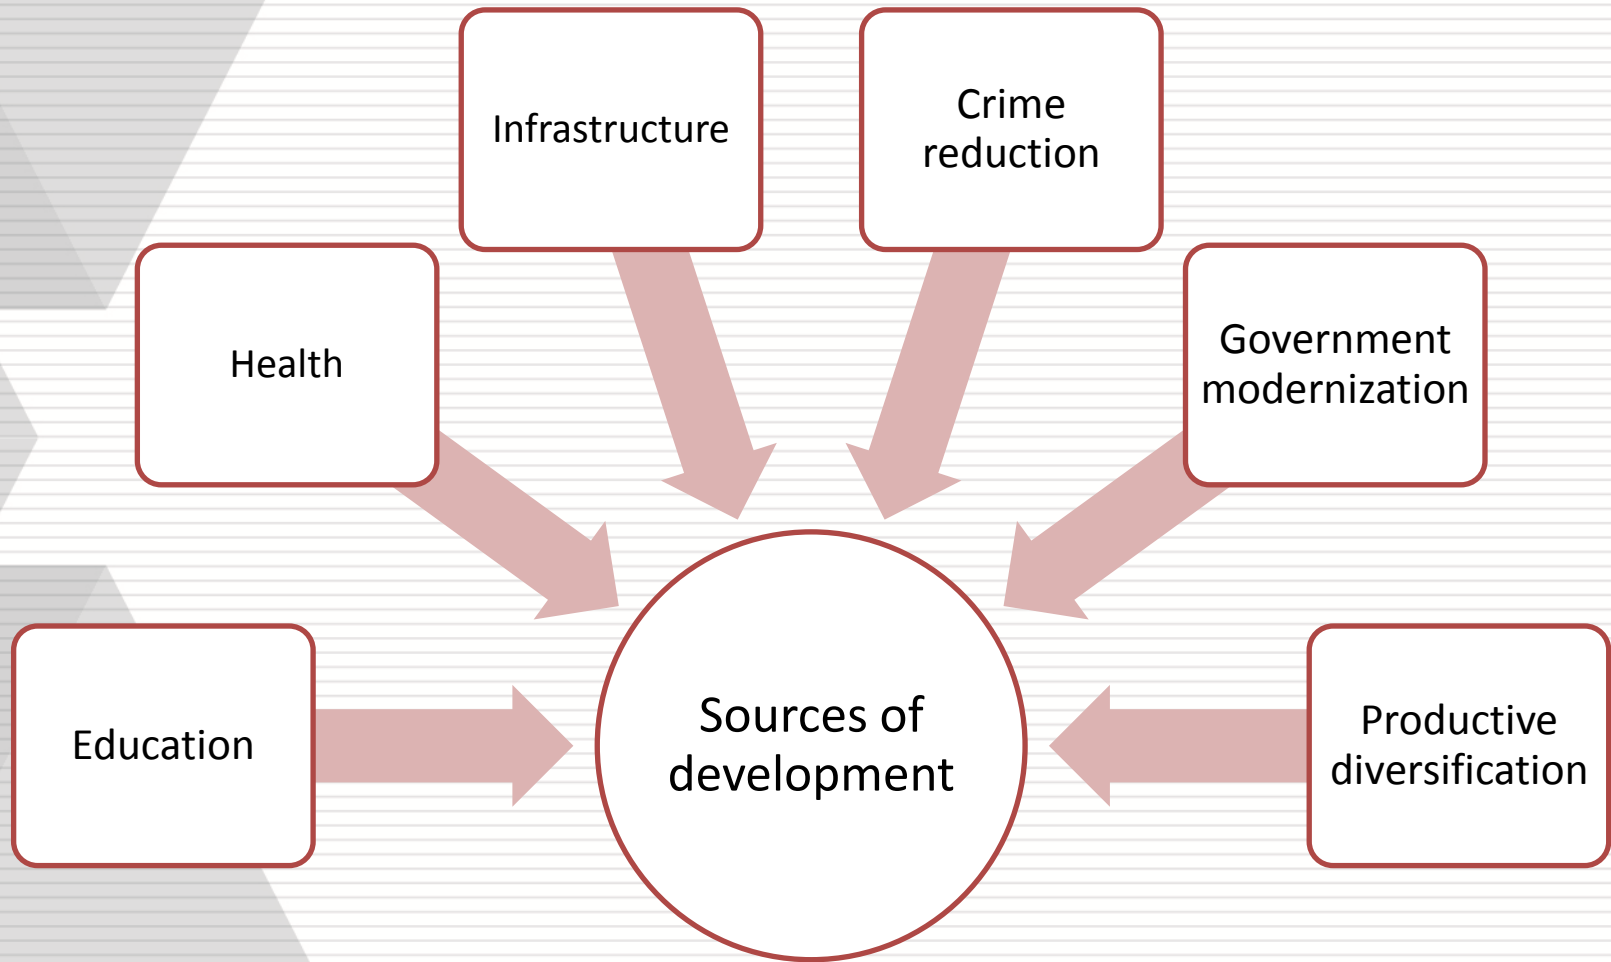 Infrastructure
Crime
reduction
Health
Government
modernization
Education
Sources of
development
Productive
diversification